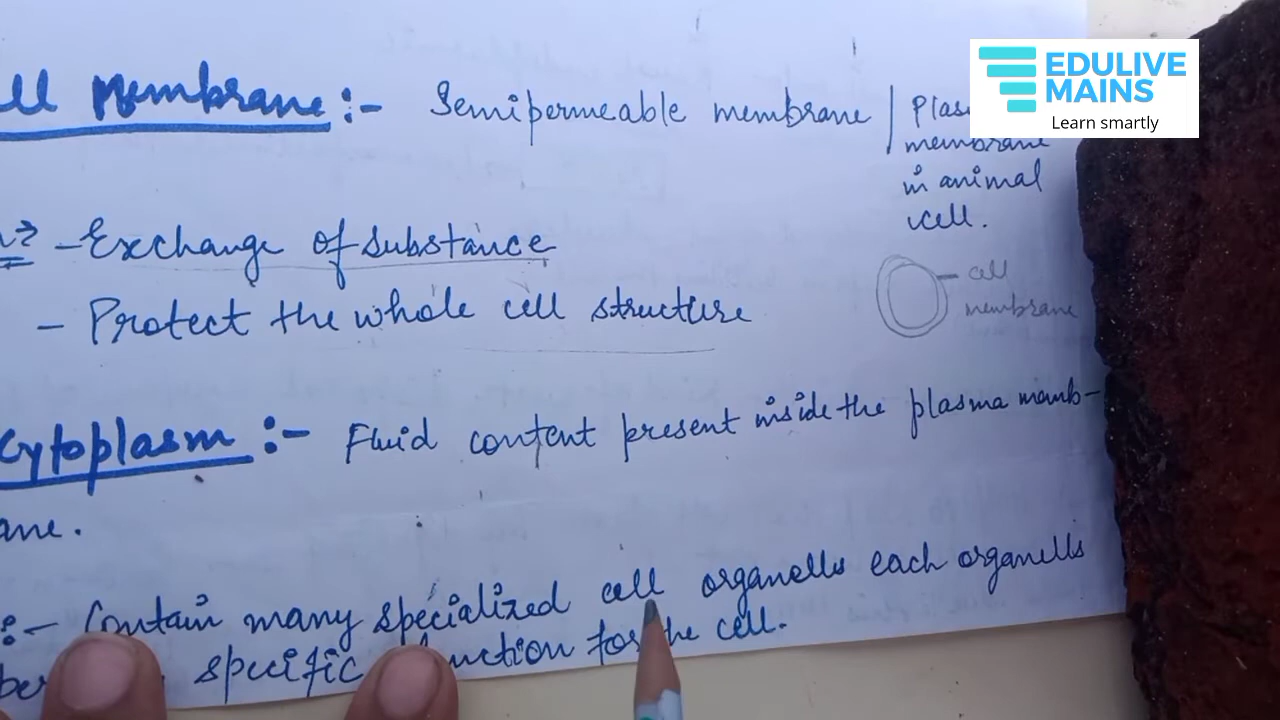 EDULIVE
MAINS
Learn smartly
ll Membrane :- Semipermeable membrane |
membrane
in animal
cell.
- Exchange of substance
- Protect the whole cell structure
cell
membrane
Cytoplasm :- Fluid content present inside the plasma memb-
ane.
:- Contain many specialized cell organells each organells
specific function for the cell.